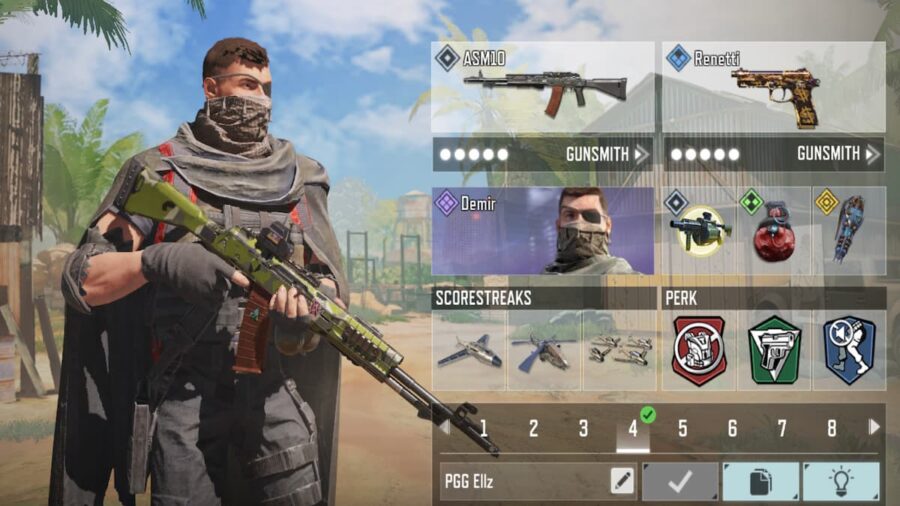 ASM10
Renetti
GUNSMITH
GUNSMITH
Demir
SCORESTREAKS
PERK
1 2 3 4 5 6 7 8
PGG Ellz